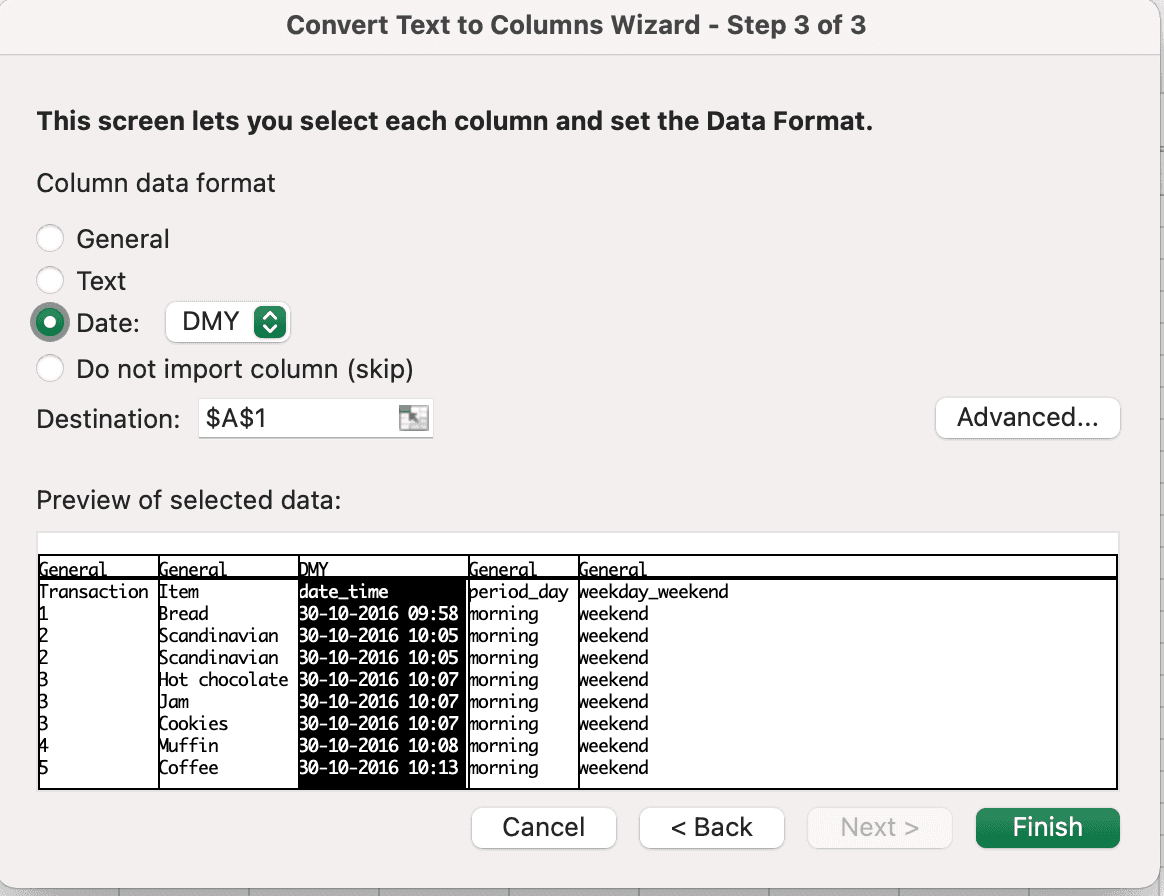 Convert Text to Columns Wizard - Step 3 of 3
This screen lets you select each column and set the Data Format.
Column data format
General
Text
Date: DMY
Do not import column (skip)
Destination: $A$1
Advanced...
Preview of selected data:
General General DMY General General
Transaction Item date_time period_day weekday_weekend
1 Bread 30-10-2016 09:58 morning weekend
2 Scandinavian 30-10-2016 10:05 morning weekend
2 Scandinavian 30-10-2016 10:05 morning weekend
3 Hot chocolate 30-10-2016 10:07 morning weekend
3 Jam 30-10-2016 10:07 morning weekend
3 Cookies 30-10-2016 10:07 morning weekend
4 Muffin 30-10-2016 10:08 morning weekend
5 Coffee 30-10-2016 10:13 morning weekend
Cancel < Back Next > Finish